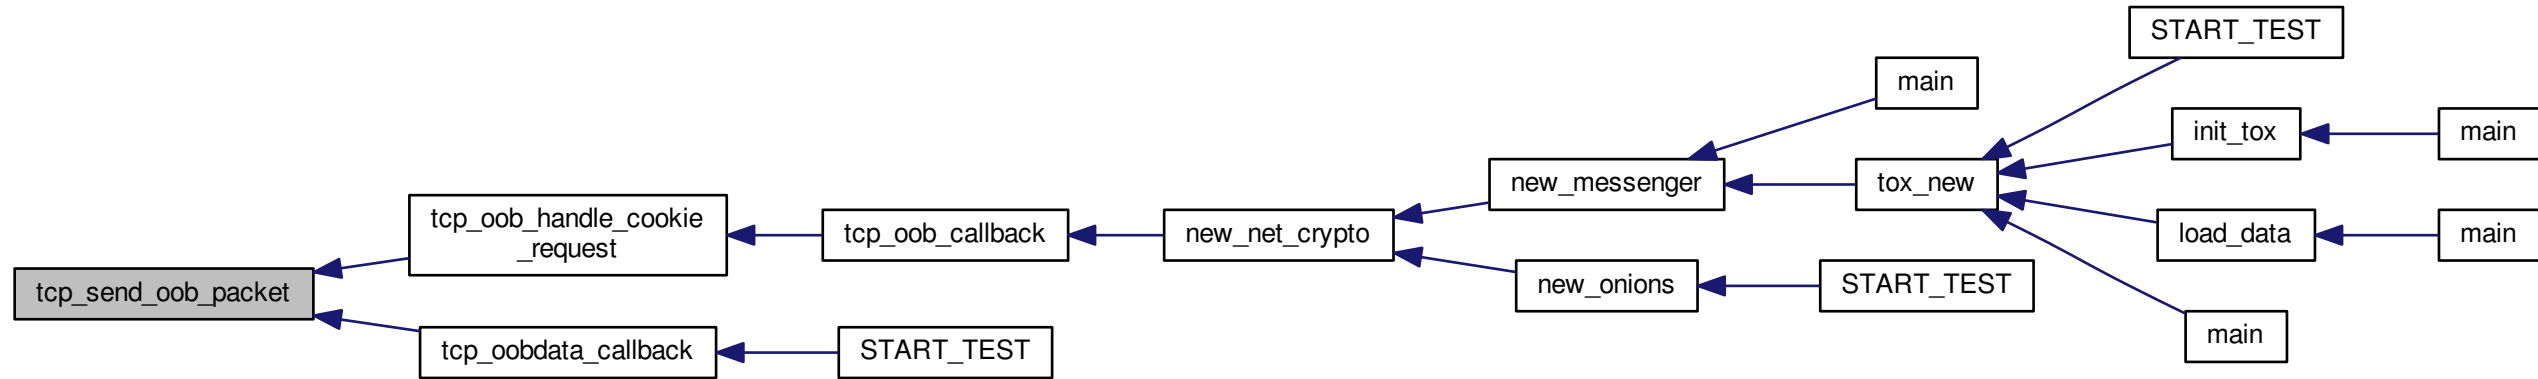 START_TEST
main
init_tox
main
new_messenger
tox_new
tcp_oob_handle_cookie
_request
tcp_oob_callback
new_net_crypto
load_data
main
tcp_send_oob_packet
new_onions
START_TEST
main
tcp_oobdata_callback
START_TEST